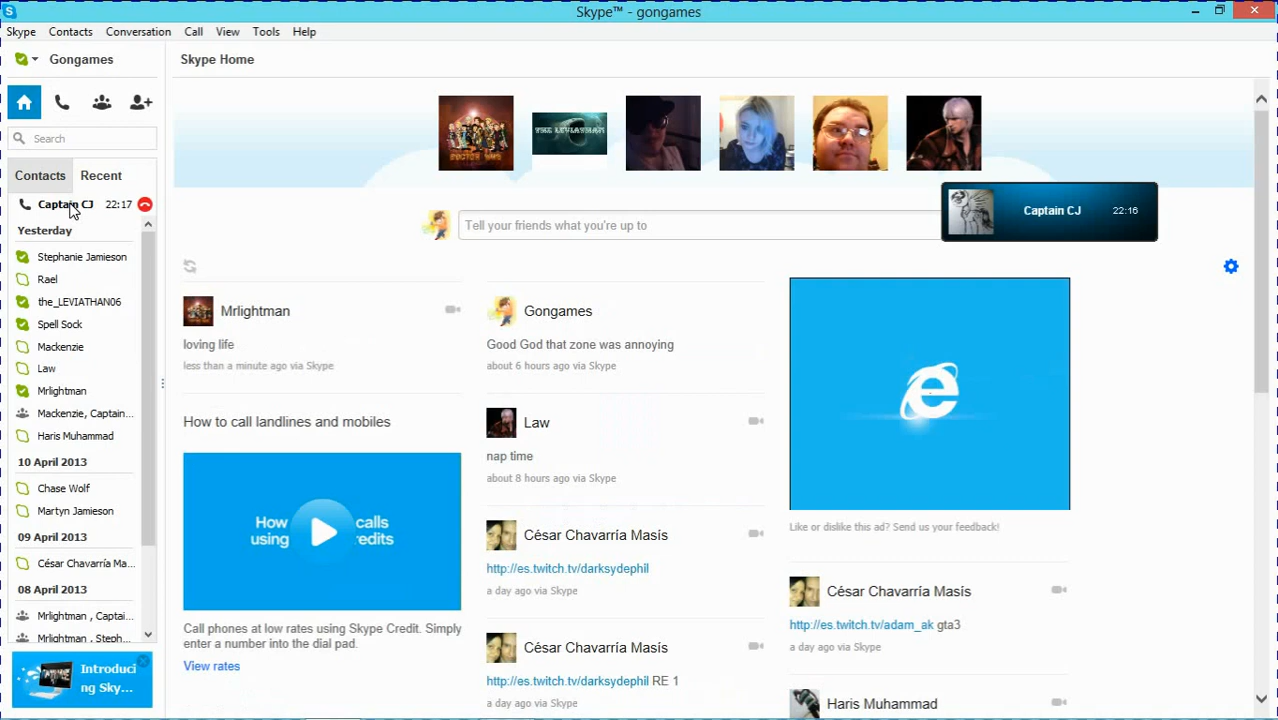 Skype™ - gongames
Skype Contacts Conversation Call View Tools Help
Gongames
Search
Contacts Recent
Captain CJ 22:17
Yesterday
Stephanie Jamieson
Rael
the_LEVIATHAN06
Spell Sock
Mackenzie
Law
Mrlightman
Mackenzie, Captain...
Haris Muhammad
10 April 2013
Chase Wolf
Martyn Jamieson
09 April 2013
César Chavarría Ma...
08 April 2013
Mrlightman , Captai...
Mrlightman , Steph...
Introduci
ng Sky...
Skype Home
DOCTOR WHO
THE LEVIATHAN
Tell your friends what you're up to
Captain CJ 22:16
Mrlightman
loving life
less than a minute ago via Skype
How to call landlines and mobiles
How calls
using credits
Call phones at low rates using Skype Credit. Simply
enter a number into the dial pad.
View rates
Gongames
Good God that zone was annoying
about 6 hours ago via Skype
Law
nap time
about 8 hours ago via Skype
César Chavarría Masís
http://es.twitch.tv/darksydephil
a day ago via Skype
César Chavarría Masís
http://es.twitch.tv/darksydephil RE 1
a day ago via Skype
Like or dislike this ad? Send us your feedback!
César Chavarría Masís
http://es.twitch.tv/adam_ak gta3
a day ago via Skype
Haris Muhammad